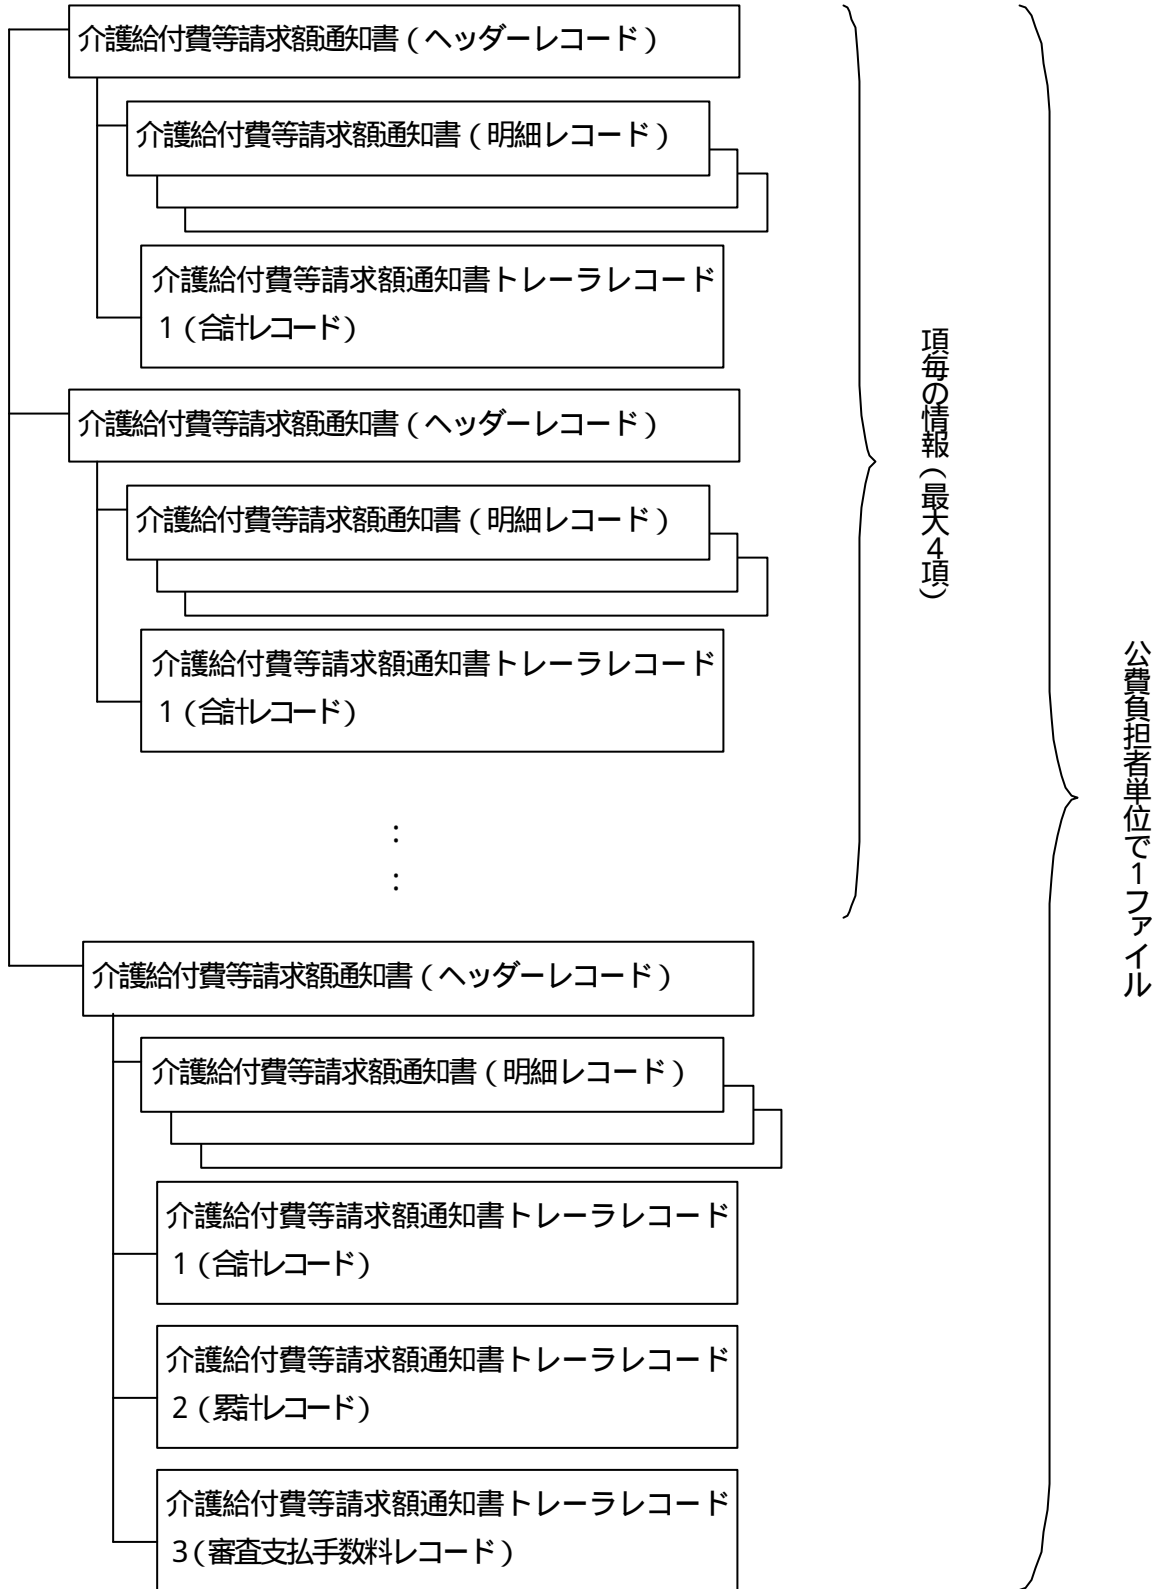 介護給付費等請求額通知書(ヘッダーレコード)
介護給付費等請求額通知書(明細レコード)
介護給付費等請求額通知書トレーラレコード
1(合計レコード)
介護給付費等請求額通知書(ヘッダーレコード)
介護給付費等請求額通知書(明細レコード)
介護給付費等請求額通知書トレーラレコード
1(合計レコード)
:
:
項毎の情報(最大4項)
介護給付費等請求額通知書(ヘッダーレコード)
介護給付費等請求額通知書(明細レコード)
介護給付費等請求額通知書トレーラレコード
1(合計レコード)
介護給付費等請求額通知書トレーラレコード
2(累計レコード)
介護給付費等請求額通知書トレーラレコード
3(審査支払手数料レコード)
公費負担者単位で1ファイル